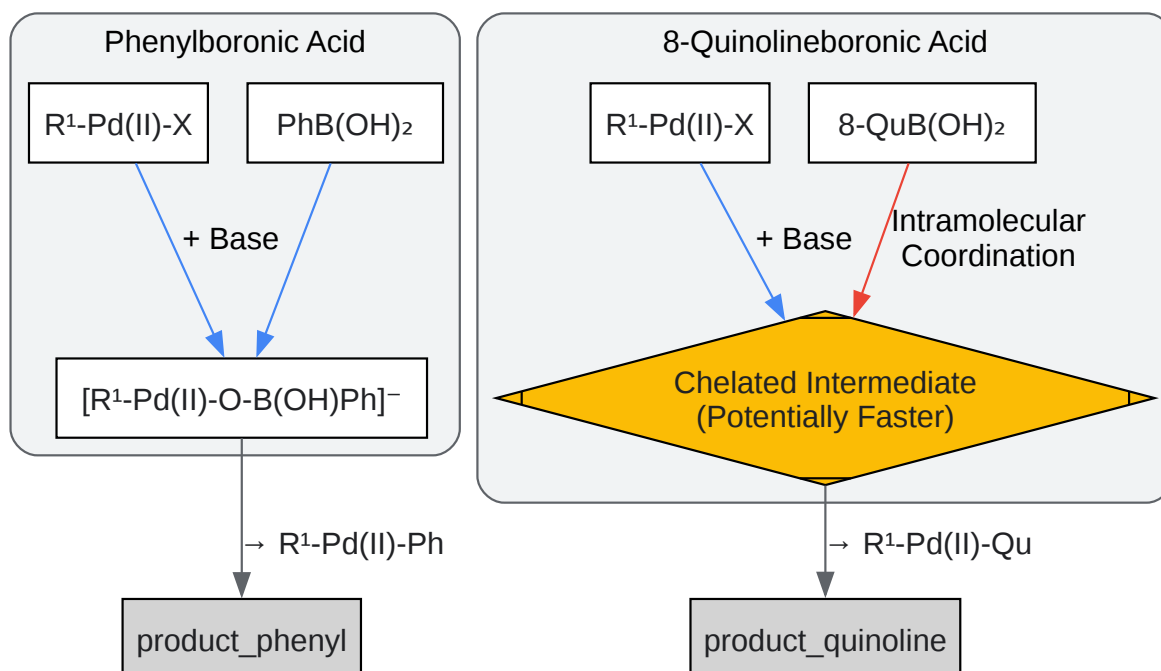 Phenylboronic Acid
R¹-Pd(II)-X
PhB(OH)₂
+ Base
[R¹-Pd(II)-O-B(OH)Ph]⁻
→ R¹-Pd(II)-Ph
product_phenyl
8-Quinolineboronic Acid
R¹-Pd(II)-X
8-QuB(OH)₂
+ Base
Intramolecular
Coordination
Chelated Intermediate
(Potentially Faster)
→ R¹-Pd(II)-Qu
product_quinoline